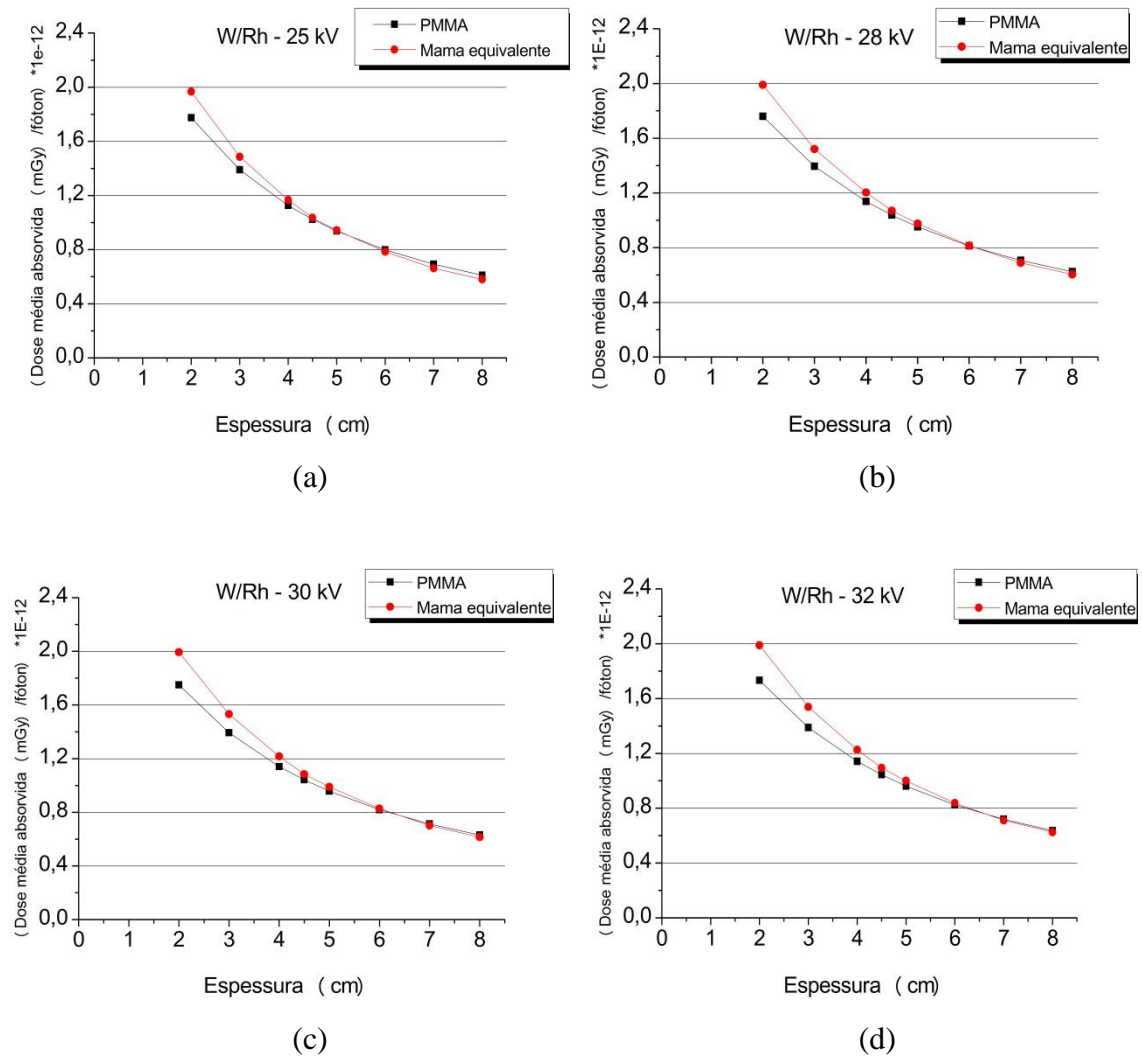 W/Rh - 25 kV
PMMA
Mama equivalente
( Dose média absorvida ( mGy) /fóton) *1e-12
2,4
2,0
1,6
1,2
0,8
0,4
0,0
0 1 2 3 4 5 6 7 8
Espessura ( cm)
(a)
W/Rh - 28 kV
PMMA
Mama equivalente
( Dose média absorvida ( mGy) /fóton) *1E-12
2,4
2,0
1,6
1,2
0,8
0,4
0,0
0 1 2 3 4 5 6 7 8
Espessura ( cm)
(b)
W/Rh - 30 kV
PMMA
Mama equivalente
( Dose média absorvida ( mGy) /fóton) *1E-12
2,4
2,0
1,6
1,2
0,8
0,4
0,0
0 1 2 3 4 5 6 7 8
Espessura ( cm)
(c)
W/Rh - 32 kV
PMMA
Mama equivalente
( Dose média absorvida ( mGy) /fóton) *1E-12
2,4
2,0
1,6
1,2
0,8
0,4
0,0
0 1 2 3 4 5 6 7 8
Espessura ( cm)
(d)